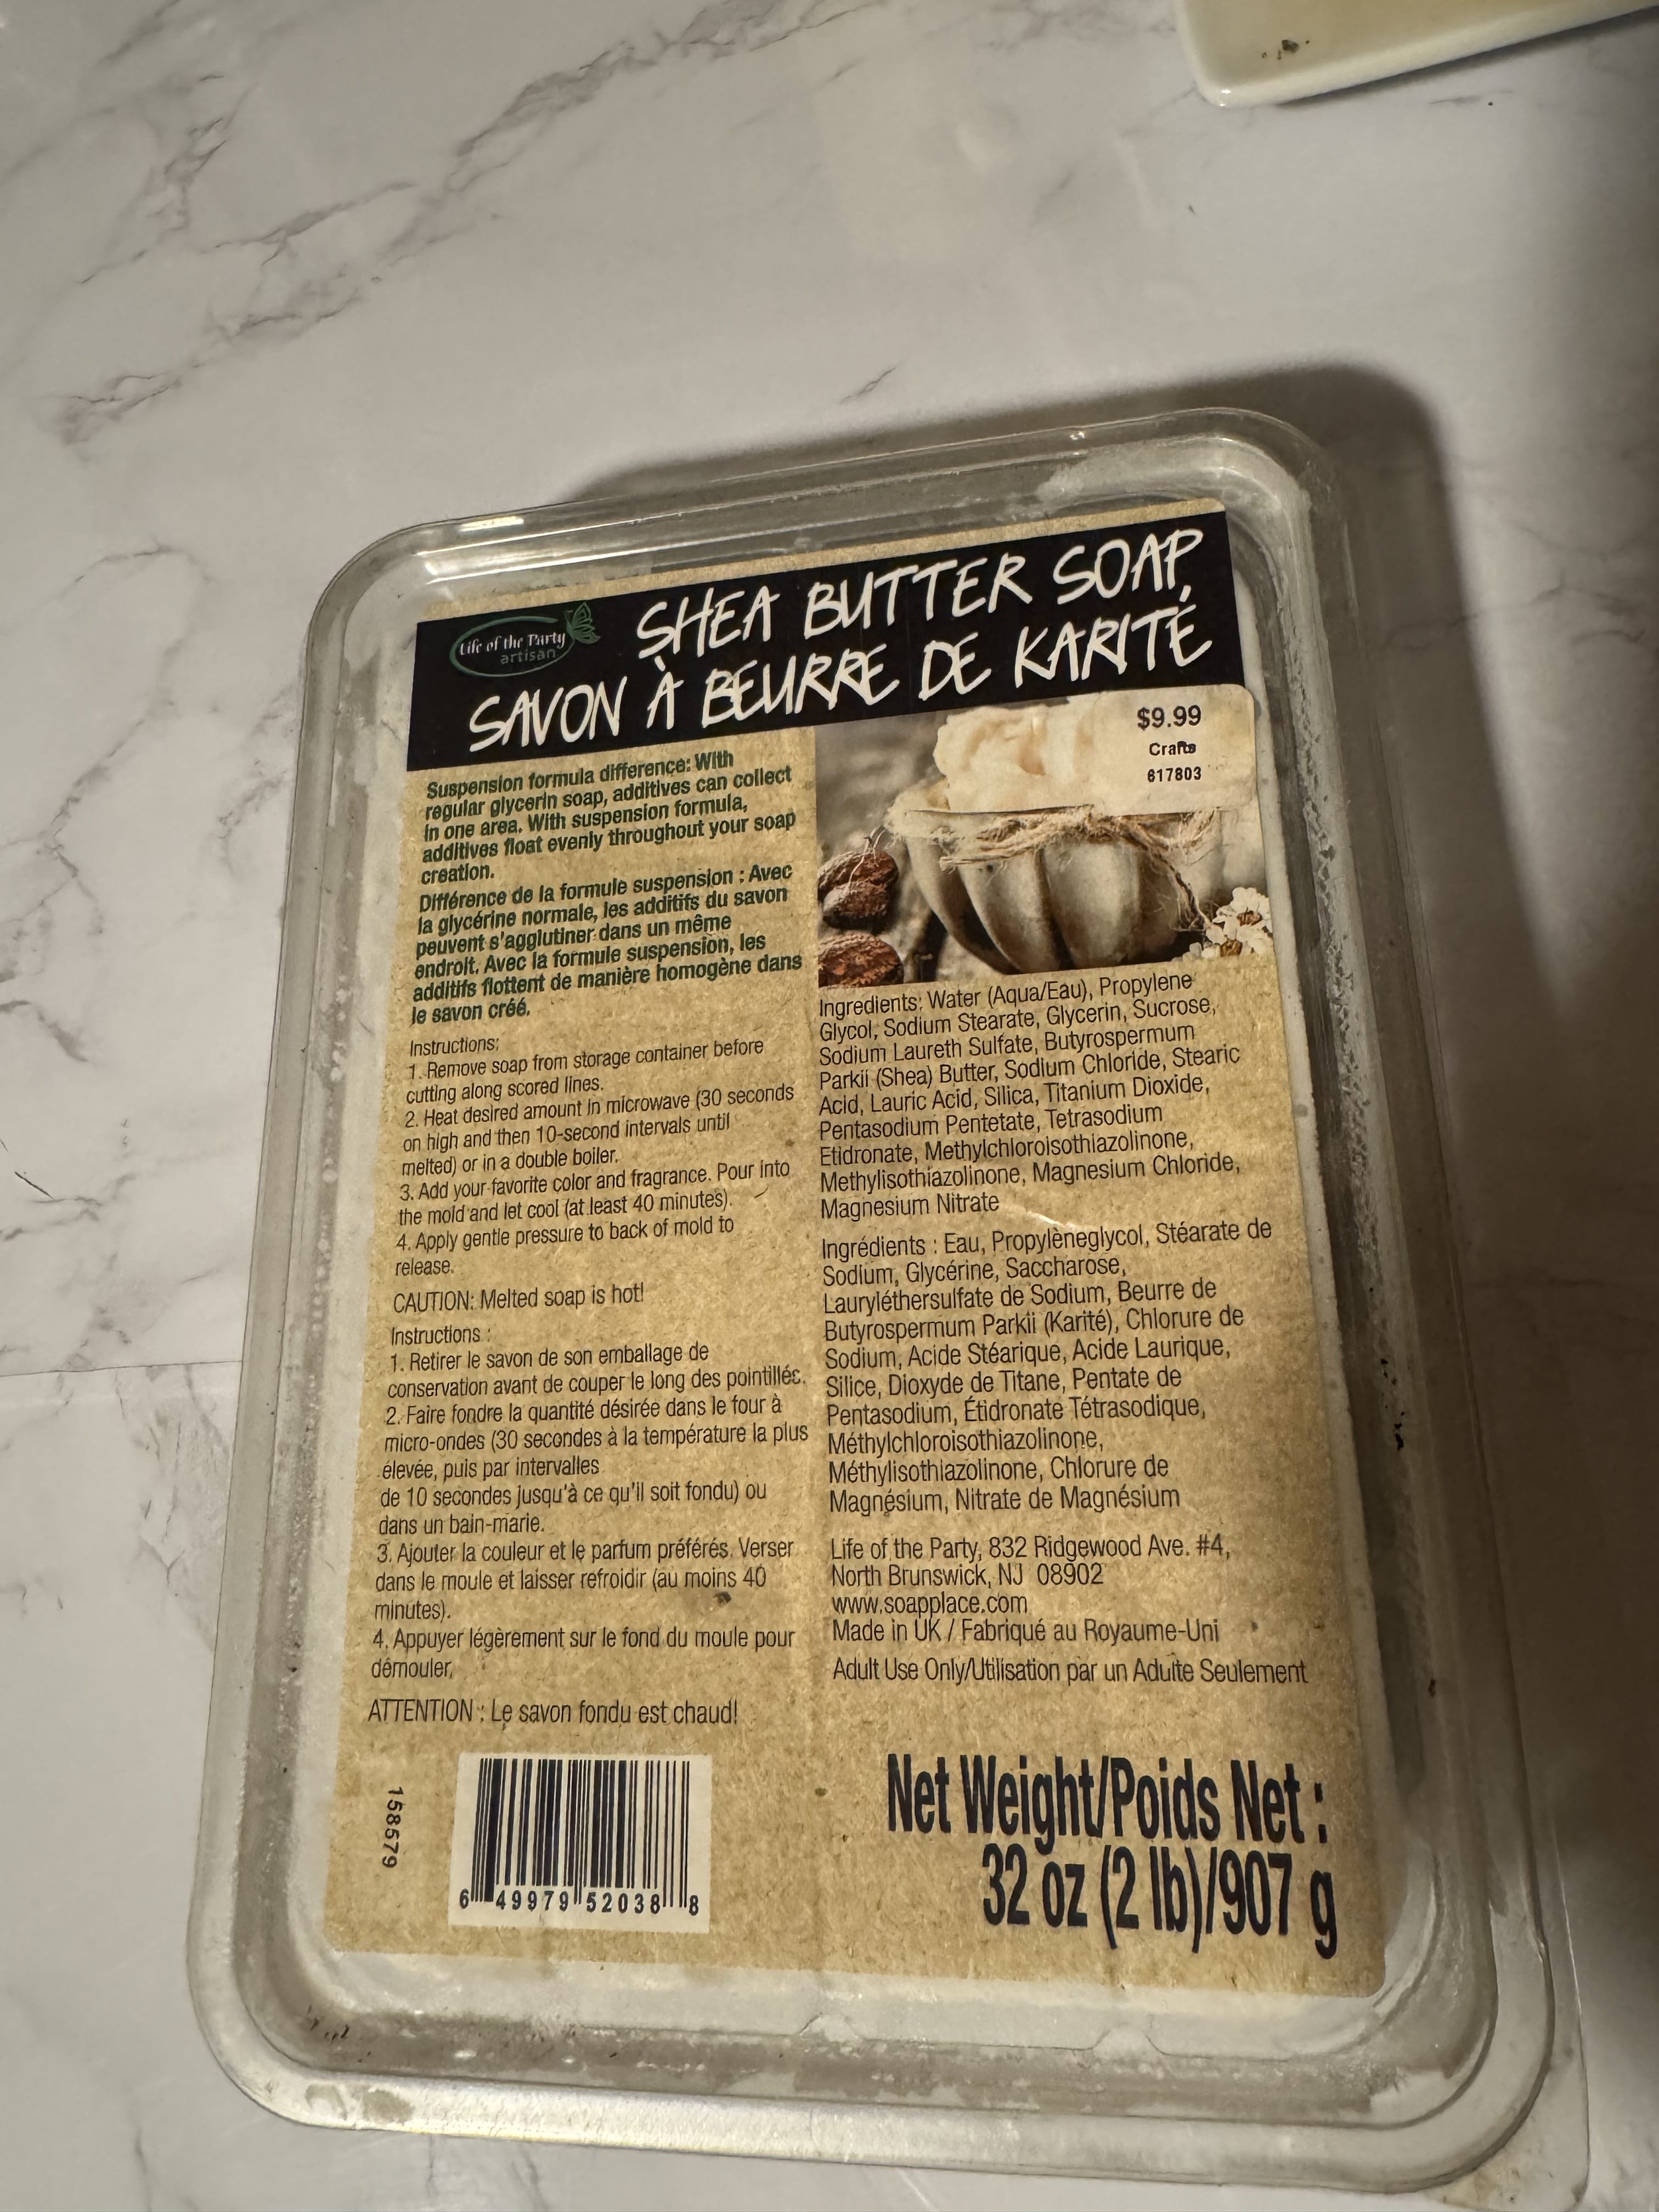 Life of the Party
artisan
SHEA BUTTER SOAP
SAVON À BEURRE DE KARITÉ
$9.99
Crafts
617803
Suspension formula difference: With
regular glycerin soap, additives can collect
in one area. With suspension formula,
additives float evenly throughout your soap
creation.
Différence de la formule suspension : Avec
la glycérine normale, les additifs du savon
peuvent s'agglutiner dans un même
endroit. Avec la formule suspension, les
additifs flottent de manière homogène dans
le savon créé.
Instructions:
1. Remove soap from storage container before
cutting along scored lines.
2. Heat desired amount in microwave (30 seconds
on high and then 10-second intervals until
melted) or in a double boiler.
3. Add your favorite color and fragrance. Pour into
the mold and let cool (at least 40 minutes).
4. Apply gentle pressure to back of mold to
release.
CAUTION: Melted soap is hot!
Instructions :
1. Retirer le savon de son emballage de
conservation avant de couper le long des pointillés.
2. Faire fondre la quantité désirée dans le four à
micro-ondes (30 secondes à la température la plus
élevée, puis par intervalles
de 10 secondes jusqu'à ce qu'il soit fondu) ou
dans un bain-marie.
3. Ajouter la couleur et le parfum préférés. Verser
dans le moule et laisser refroidir (au moins 40
minutes).
4. Appuyer légèrement sur le fond du moule pour
démouler.
ATTENTION : Le savon fondu est chaud!
158579
6 49979 52038 8
Ingredients: Water (Aqua/Eau), Propylene
Glycol, Sodium Stearate, Glycerin, Sucrose,
Sodium Laureth Sulfate, Butyrospermum
Parkii (Shea) Butter, Sodium Chloride, Stearic
Acid, Lauric Acid, Silica, Titanium Dioxide,
Pentasodium Pentetate, Tetrasodium
Etidronate, Methylchloroisothiazolinone,
Methylisothiazolinone, Magnesium Chloride,
Magnesium Nitrate
Ingrédients : Eau, Propylèneglycol, Stéarate de
Sodium, Glycérine, Saccharose,
Lauryléthersulfate de Sodium, Beurre de
Butyrospermum Parkii (Karité), Chlorure de
Sodium, Acide Stéarique, Acide Laurique,
Silice, Dioxyde de Titane, Pentate de
Pentasodium, Étidronate Tétrasodique,
Méthylchloroisothiazolinone,
Méthylisothiazolinone, Chlorure de
Magnésium, Nitrate de Magnésium
Life of the Party, 832 Ridgewood Ave. #4,
North Brunswick, NJ 08902
www.soapplace.com
Made in UK / Fabriqué au Royaume-Uni
Adult Use Only/Utilisation par un Adulte Seulement
Net Weight/Poids Net :
32 oz (2 lb)/907 g